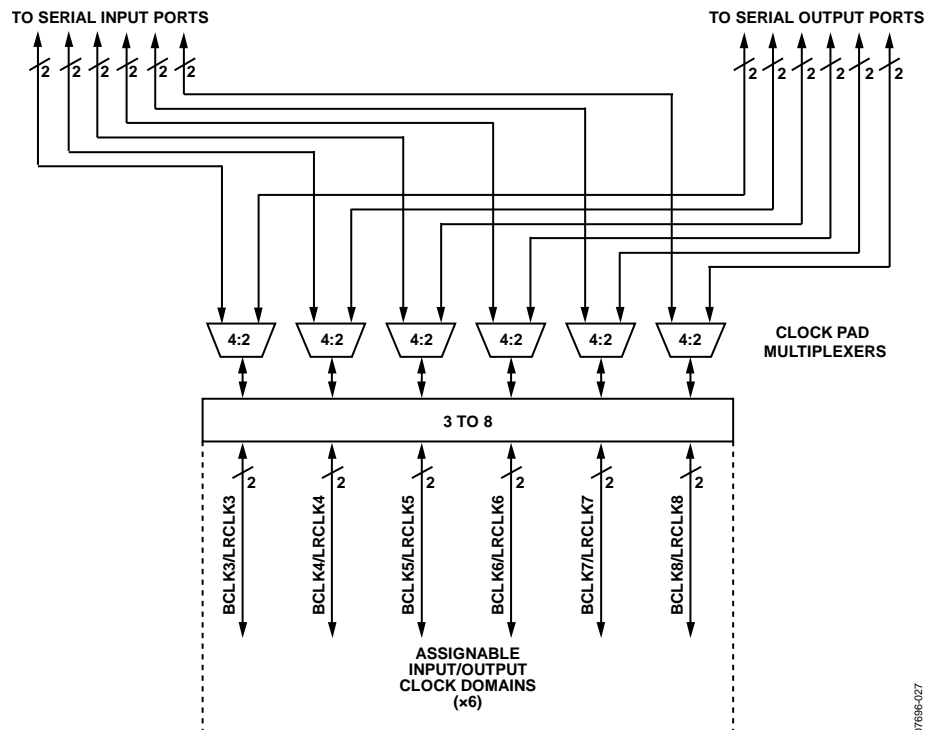 TO SERIAL INPUT PORTS
TO SERIAL OUTPUT PORTS
2 2 2 2 2 2
2 2 2 2 2 2
4:2 4:2 4:2 4:2 4:2 4:2
CLOCK PAD
MULTIPLEXERS
3 TO 8
2 2 2 2 2 2
BCLK3/LRCLK3
BCLK4/LRCLK4
BCLK5/LRCLK5
BCLK6/LRCLK6
BCLK7/LRCLK7
BCLK8/LRCLK8
ASSIGNABLE
INPUT/OUTPUT
CLOCK DOMAINS
(×6)
07696-027